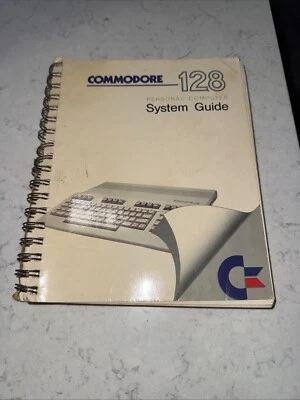 COMMODORE 128
PERSONAL COMPUTER
System Guide